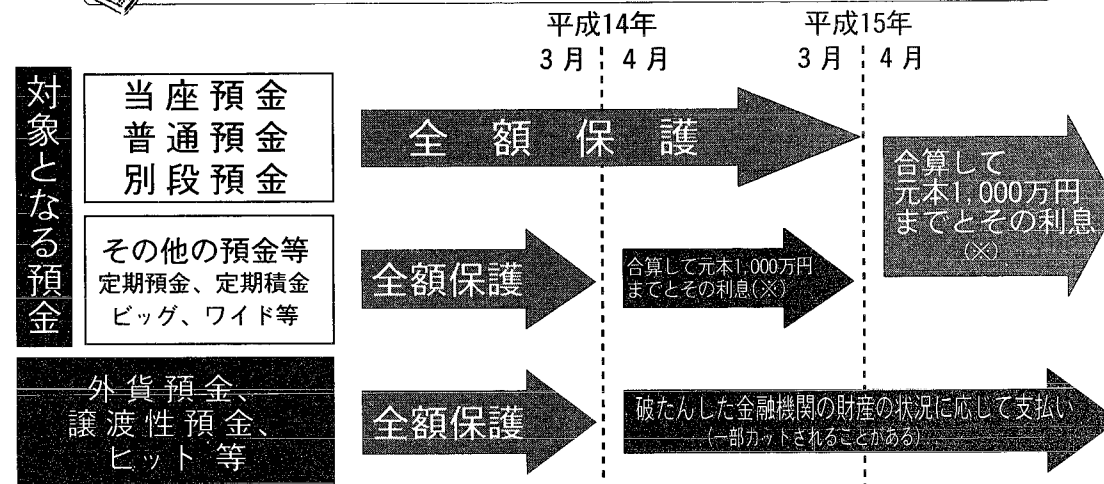 平成14年
平成15年
3月 4月
3月 4月
対象となる預金
当座預金
普通預金
別段預金
全額保護
合算して
元本1,000万円
までとその利息
(※)
その他の預金等
定期預金、定期積金
ビッグ、ワイド等
全額保護
合算して元本1,000万円
までとその利息(※)
外貨預金、
譲渡性預金、
ヒット 等
全額保護
破たんした金融機関の財産の状況に応じて支払い
(一部カットされることがある)